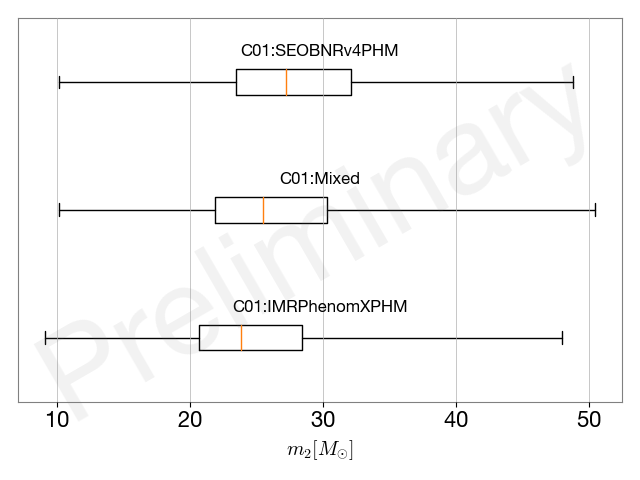 C01:SEOBNRv4PHM
C01:Mixed
C01:IMRPhenomXPHM
Preliminary
10 20 30 40 50
m₂[M☉]